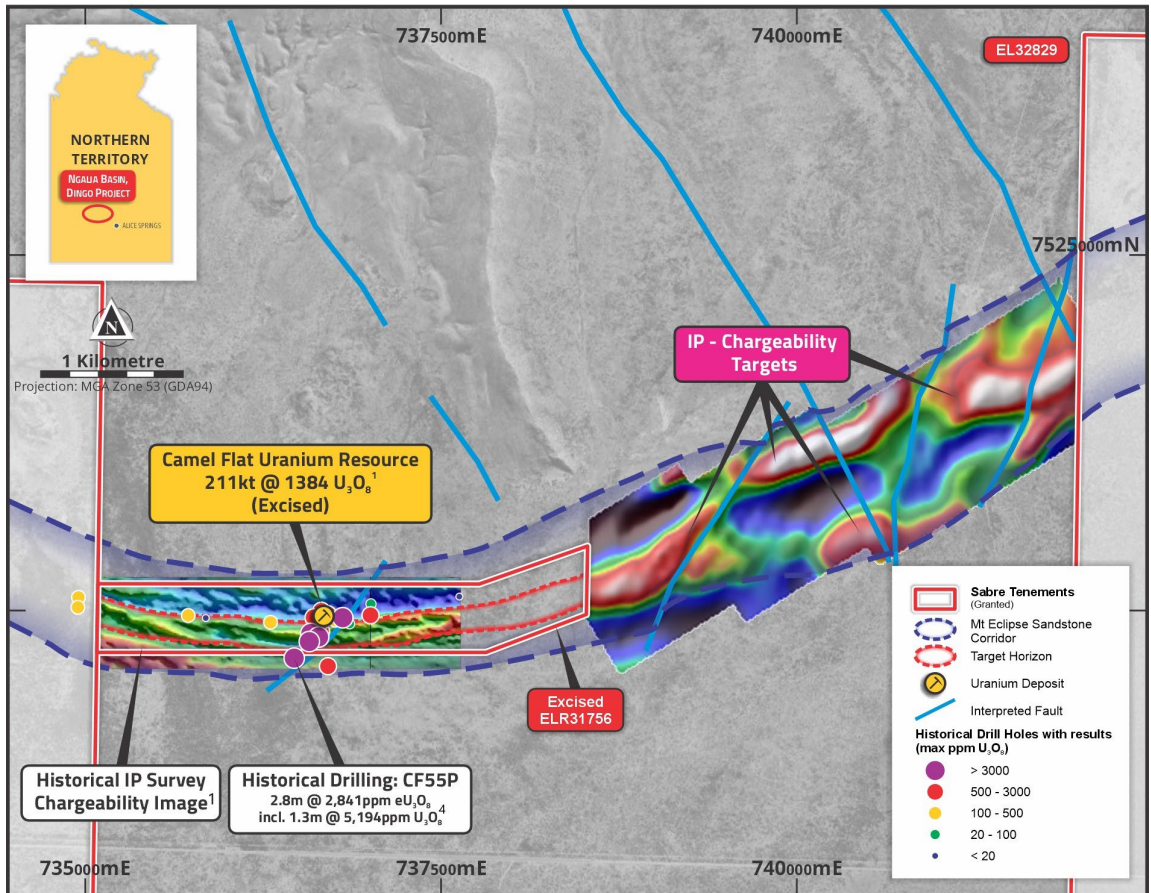 737500mE
740000mE
EL32829
NORTHERN
TERRITORY
NGALIA BASIN,
DINGO PROJECT
ALICE SPRINGS
7525000mN
N
1 Kilometre
Projection: MGA Zone 53 (GDA94)
IP - Chargeability
Targets
Camel Flat Uranium Resource
211kt @ 1384 U₃O₈¹
(Excised)
Excised
ELR31756
Historical IP Survey
Chargeability Image¹
Historical Drilling: CF55P
2.8m @ 2,841ppm eU₃O₈
incl. 1.3m @ 5,194ppm U₃O₈⁴
Sabre Tenements
(Granted)
Mt Eclipse Sandstone
Corridor
Target Horizon
Uranium Deposit
Interpreted Fault
Historical Drill Holes with results
(max ppm U₃O₈)
> 3000
500 - 3000
100 - 500
20 - 100
< 20
735000mE
737500mE
740000mE